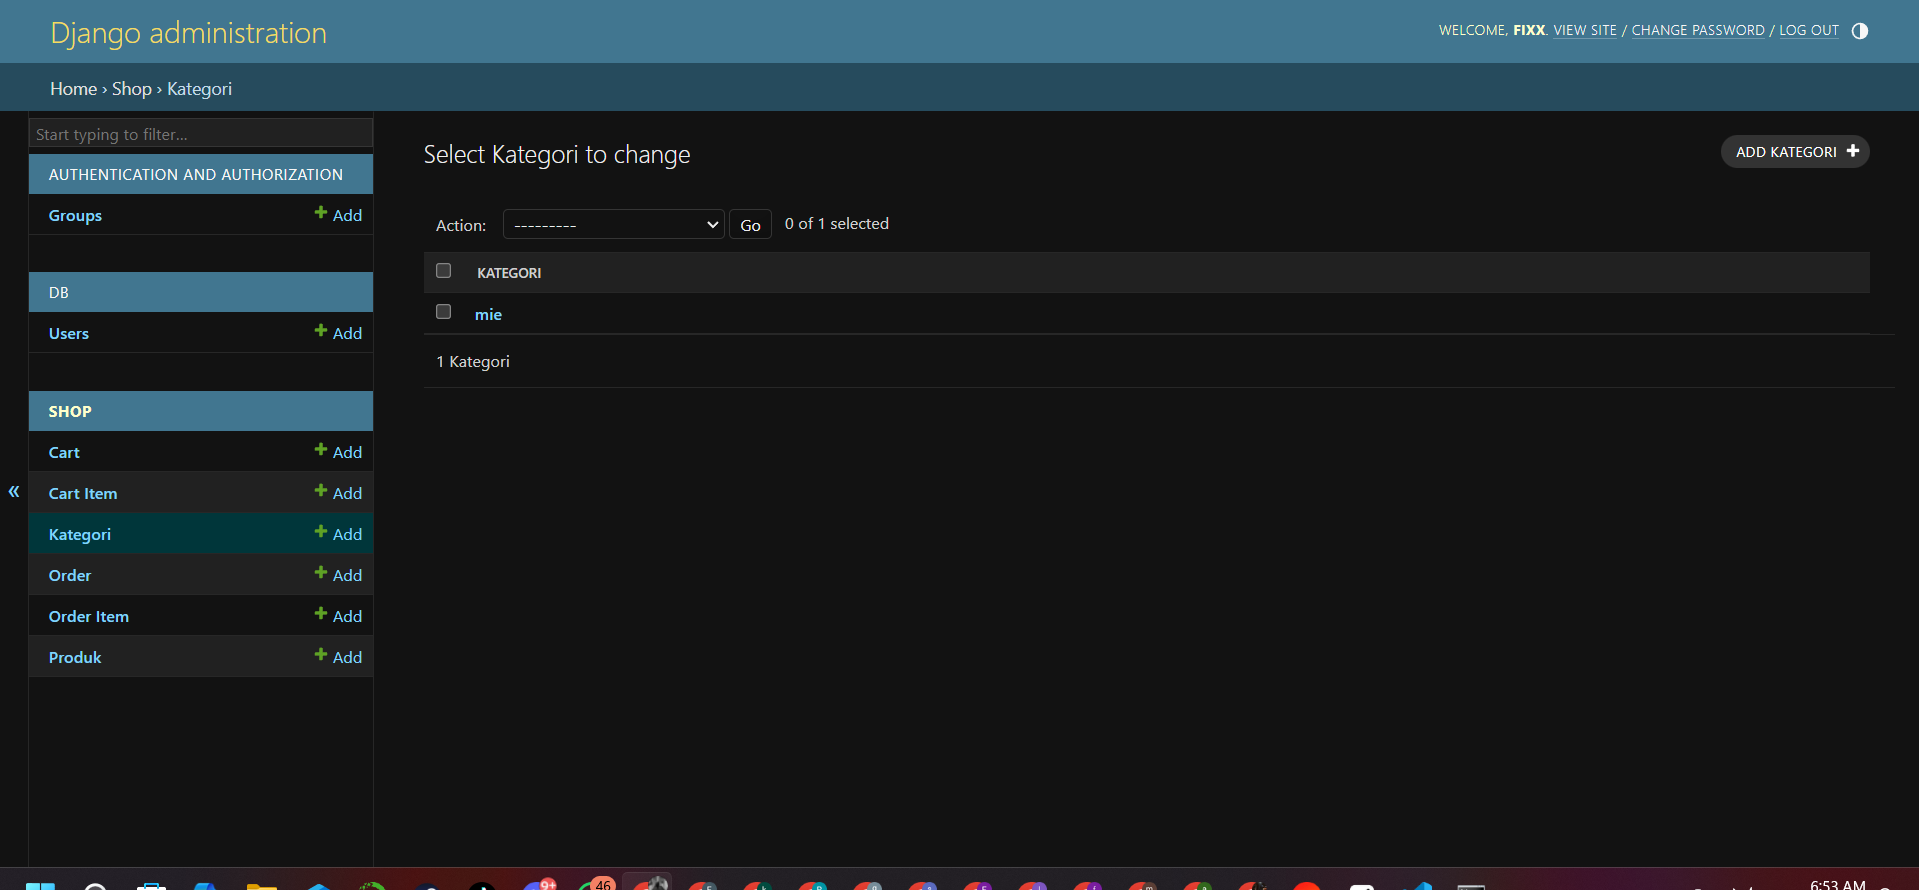 Django administration
WELCOME, FIXX. VIEW SITE / CHANGE PASSWORD / LOG OUT
Home › Shop › Kategori
Start typing to filter...
AUTHENTICATION AND AUTHORIZATION
Groups Add
DB
Users Add
SHOP
Cart Add
Cart Item Add
Kategori Add
Order Add
Order Item Add
Produk Add
«
Select Kategori to change
ADD KATEGORI
Action: --------- Go 0 of 1 selected
KATEGORI
mie
1 Kategori
9+
46
6:53 AM